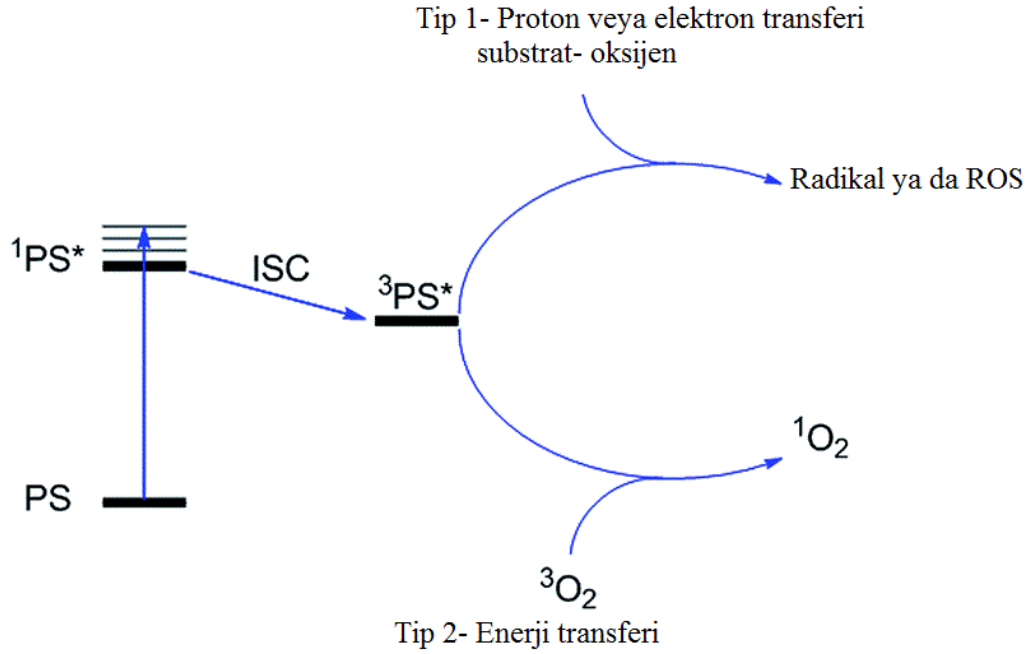 Tip 1- Proton veya elektron transferi
substrat- oksijen
Radikal ya da ROS
¹PS*
ISC
³PS*
¹O₂
PS
³O₂
Tip 2- Enerji transferi